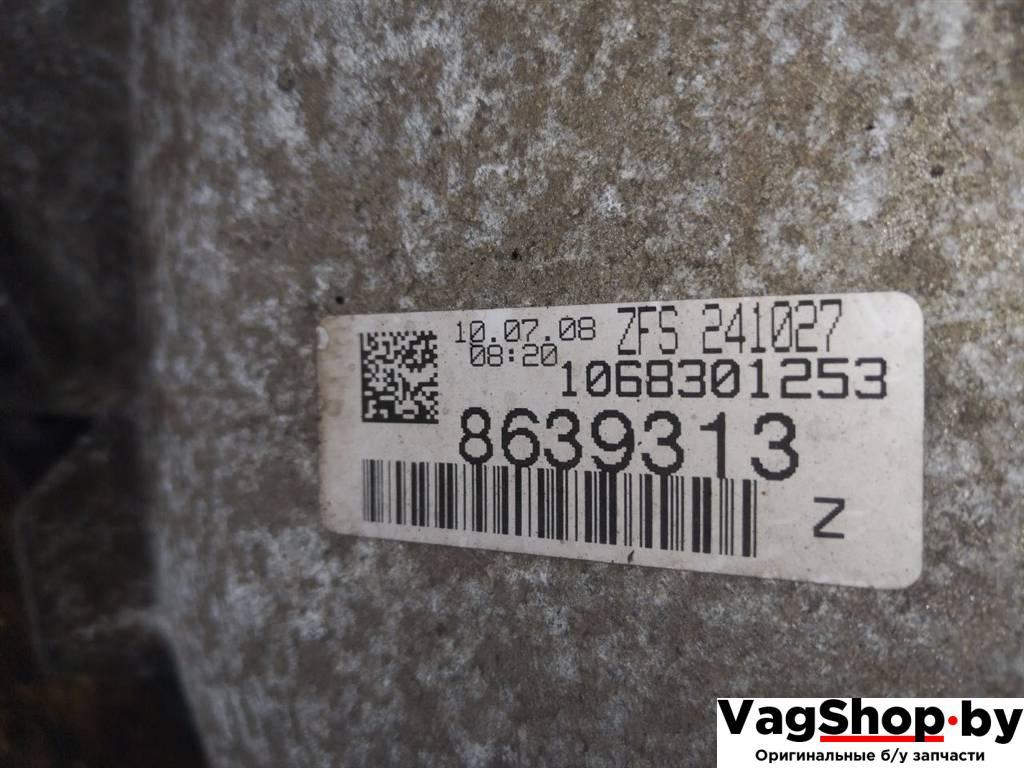 10.07.08 ZFS 241027
08:20
1068301253
8639313
Z
VagShop.by
Оригинальные б/у запчасти